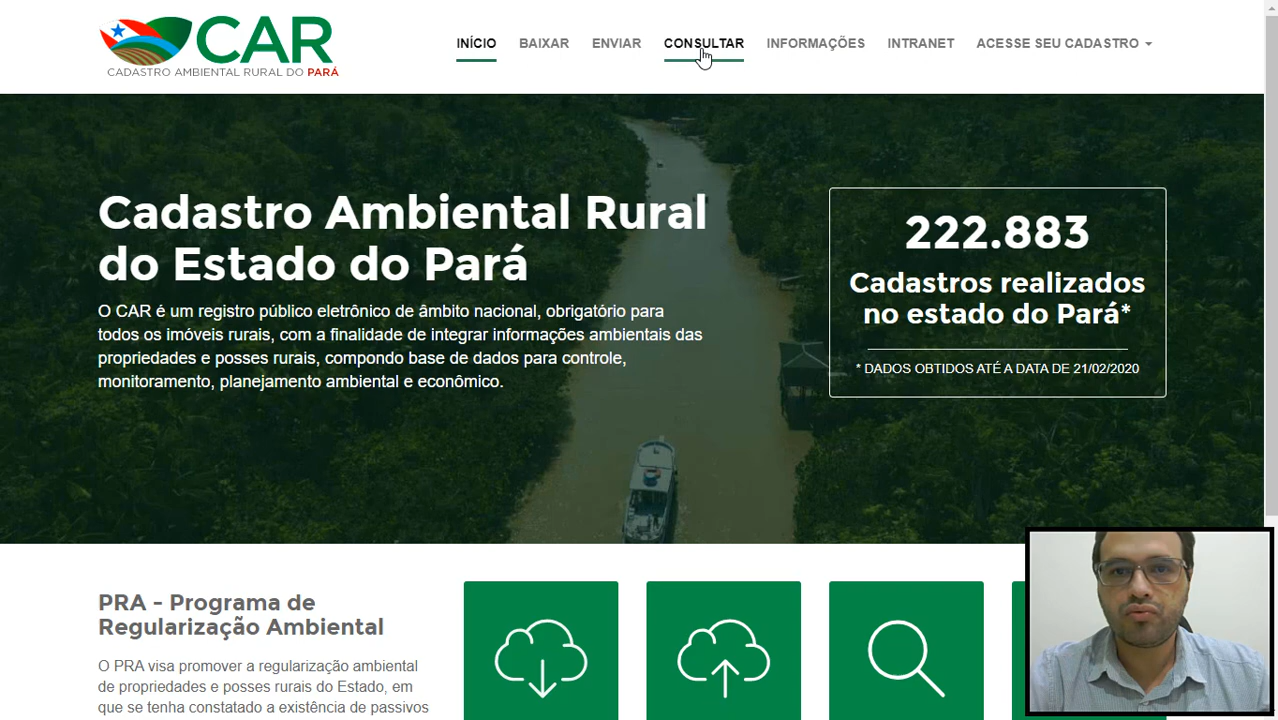 CAR
CADASTRO AMBIENTAL RURAL DO PARÁ
INÍCIO
BAIXAR
ENVIAR
CONSULTAR
INFORMAÇÕES
INTRANET
ACESSE SEU CADASTRO
Cadastro Ambiental Rural
do Estado do Pará
O CAR é um registro público eletrônico de âmbito nacional, obrigatório para
todos os imóveis rurais, com a finalidade de integrar informações ambientais das
propriedades e posses rurais, compondo base de dados para controle,
monitoramento, planejamento ambiental e econômico.
222.883
Cadastros realizados
no estado do Pará*
* DADOS OBTIDOS ATÉ A DATA DE 21/02/2020
PRA - Programa de
Regularização Ambiental
O PRA visa promover a regularização ambiental
de propriedades e posses rurais do Estado, em
que se tenha constatado a existência de passivos